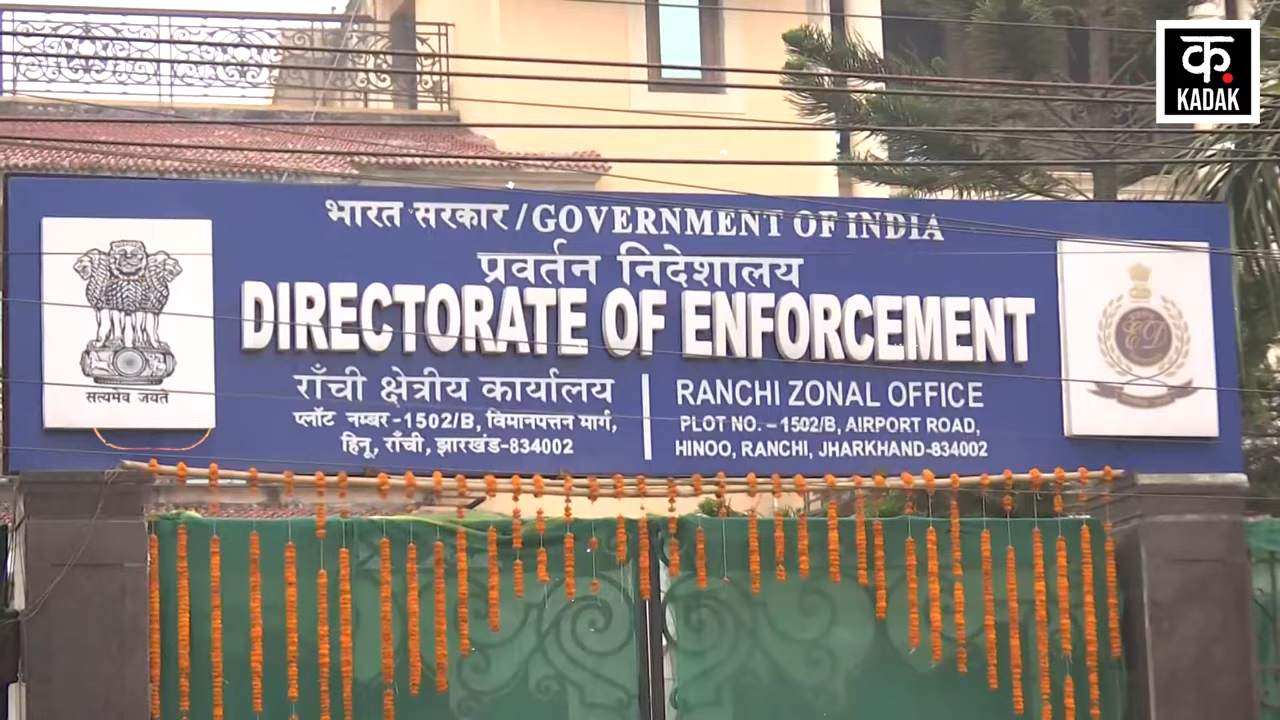 क
KADAK
भारत सरकार/GOVERNMENT OF INDIA
प्रवर्तन निदेशालय
DIRECTORATE OF ENFORCEMENT
राँची क्षेत्रीय कार्यालय
प्लॉट नम्बर-1502/B, विमानपत्तन मार्ग,
हिनू, राँची, झारखंड-834002
RANCHI ZONAL OFFICE
PLOT NO. – 1502/B, AIRPORT ROAD,
HINOO, RANCHI, JHARKHAND-834002
सत्यमेव जयते
ED